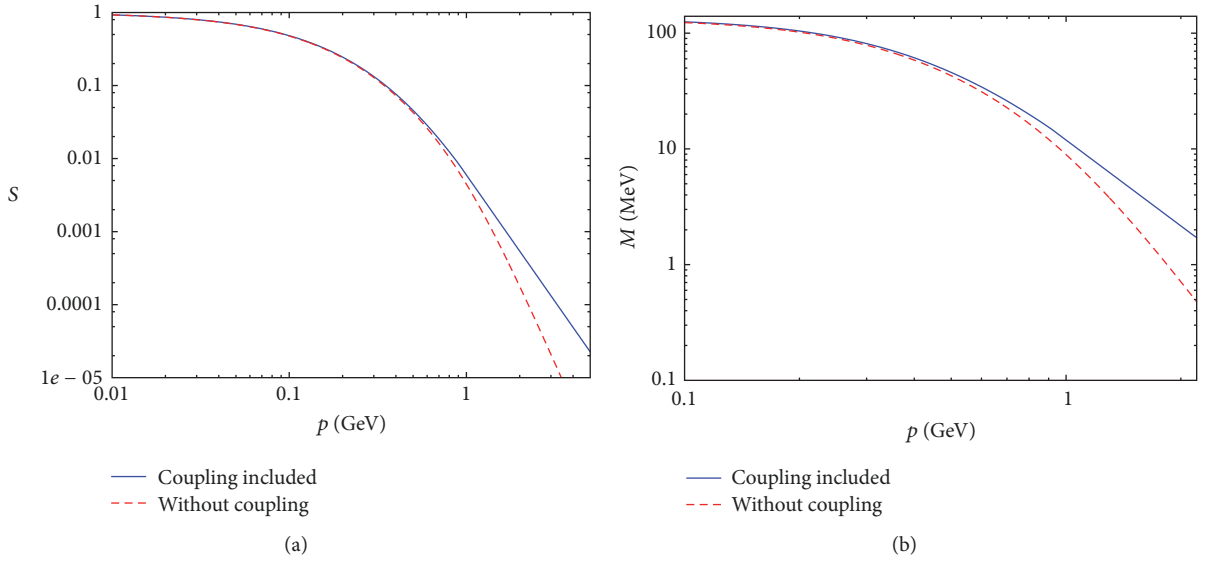 1
0.1
0.01
0.001
0.0001
1e − 05
S
0.01
0.1
1
p (GeV)
Coupling included
Without coupling
(a)
100
10
1
0.1
M (MeV)
0.1
1
p (GeV)
Coupling included
Without coupling
(b)